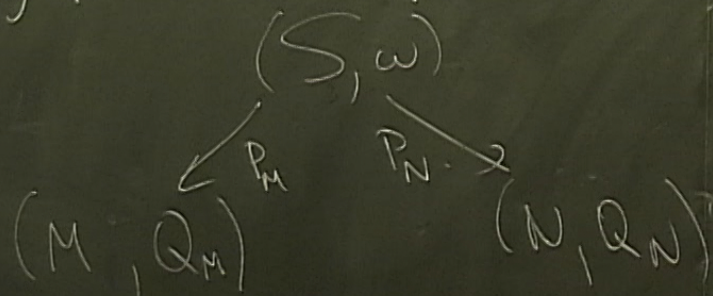 (S, ω)
P_M P_N.
(M, Q_M) (N, Q_N)